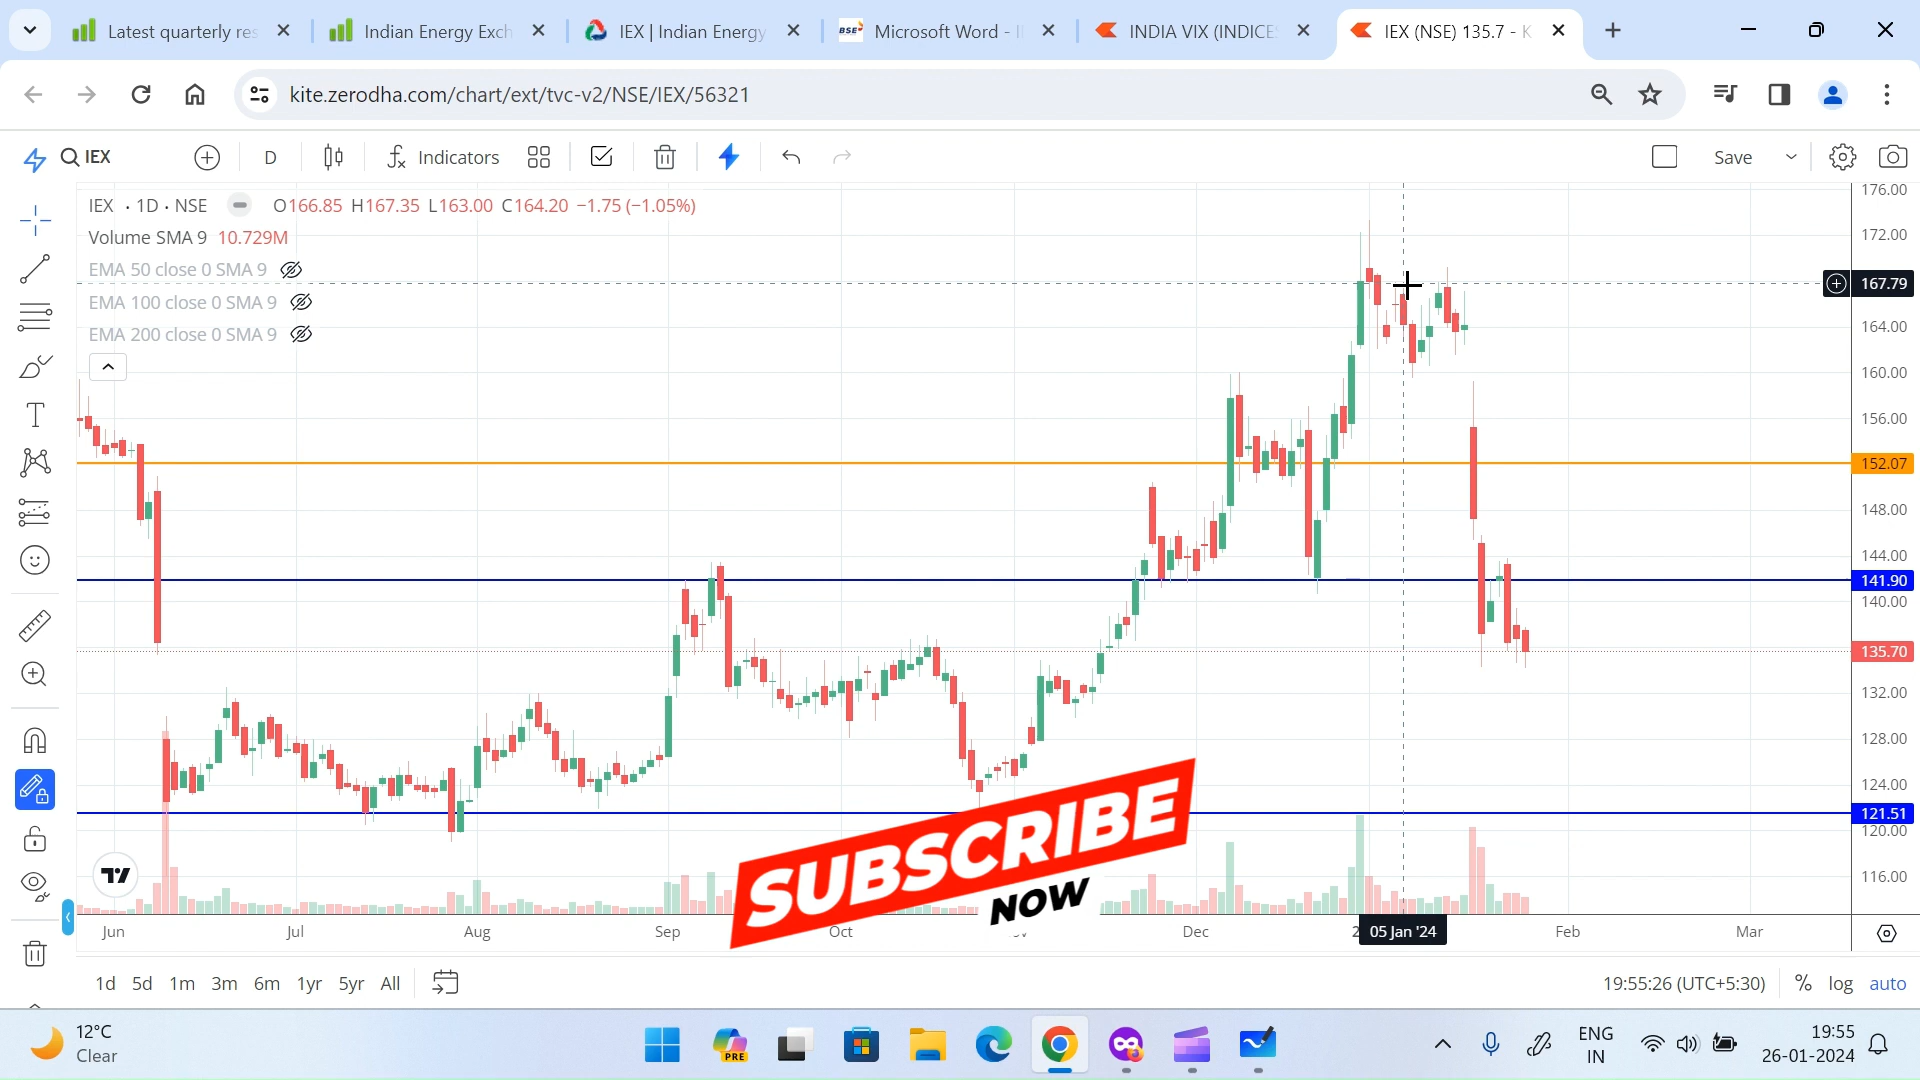 Latest quarterly res
Indian Energy Exch
IEX | Indian Energy
BSE
Microsoft Word - I
INDIA VIX (INDICES
IEX (NSE) 135.7 - K
kite.zerodha.com/chart/ext/tvc-v2/NSE/IEX/56321
IEX
D
Indicators
Save
IEX · 1D · NSE O166.85 H167.35 L163.00 C164.20 −1.75 (−1.05%)
Volume SMA 9 10.729M
EMA 50 close 0 SMA 9
EMA 100 close 0 SMA 9
EMA 200 close 0 SMA 9
176.00
172.00
167.79
164.00
160.00
156.00
152.07
148.00
144.00
141.90
140.00
135.70
132.00
128.00
124.00
121.51
120.00
116.00
SUBSCRIBE
NOW
Jun Jul Aug Sep Oct Dec 05 Jan '24 Feb Mar
1d 5d 1m 3m 6m 1yr 5yr All
19:55:26 (UTC+5:30) % log auto
12°C
Clear
PRE
ENG
IN
19:55
26-01-2024